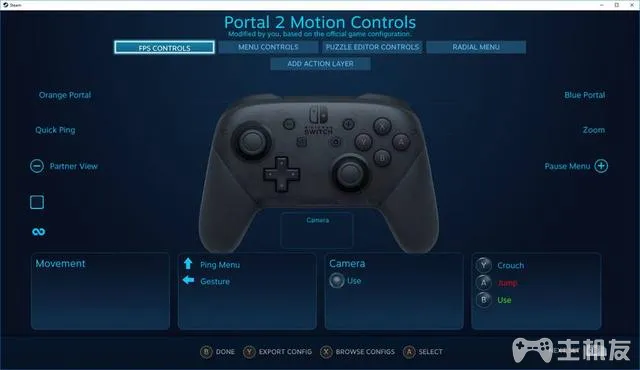 Steam
Portal 2 Motion Controls
Modified by you, based on the official game configuration.
FPS CONTROLS
MENU CONTROLS
PUZZLE EDITOR CONTROLS
RADIAL MENU
ADD ACTION LAYER
Orange Portal
Blue Portal
Quick Ping
Zoom
Partner View
Pause Menu
NINTENDO
SWITCH
X
Y
A
B
Camera
Movement
Ping Menu
Gesture
Camera
Use
Y Crouch
A Jump
B Use
B DONE
Y EXPORT CONFIG
X BROWSE CONFIGS
A SELECT
主机友